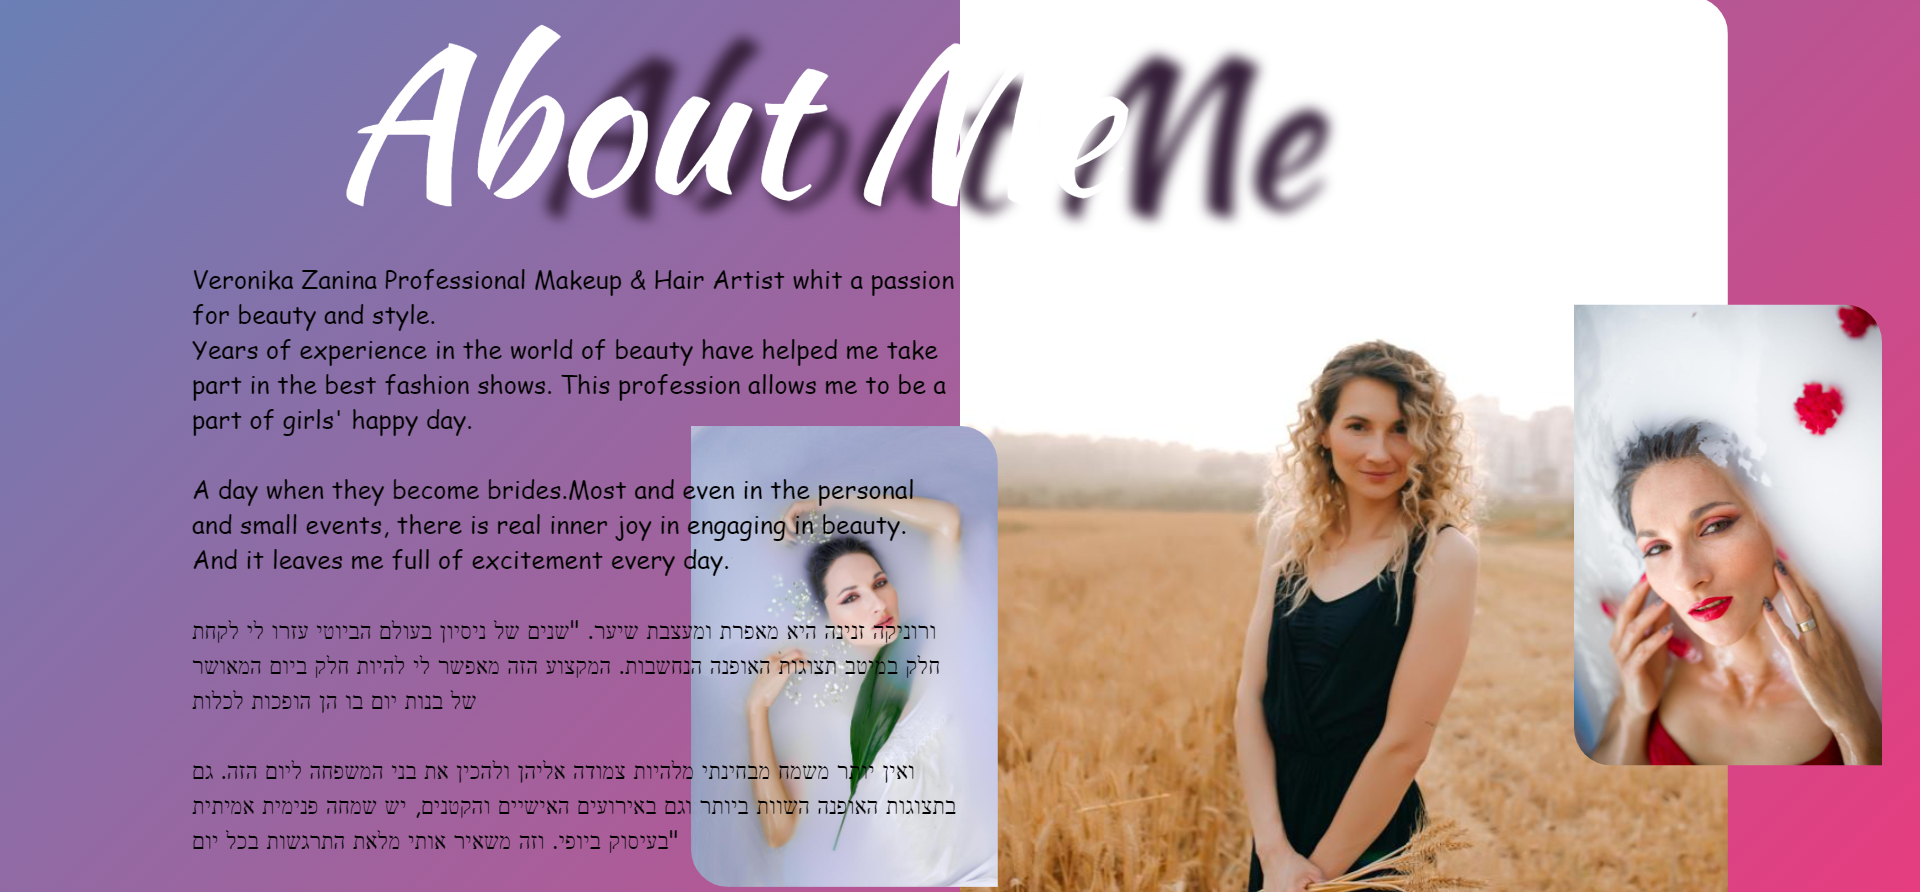 About Me
Veronika Zanina Professional Makeup & Hair Artist whit a passion
for beauty and style.
Years of experience in the world of beauty have helped me take
part in the best fashion shows. This profession allows me to be a
part of girls' happy day.
A day when they become brides.Most and even in the personal
and small events, there is real inner joy in engaging in beauty.
And it leaves me full of excitement every day.
ורוניקה זנינה היא מאפרת ומעצבת שיער. "שנים של ניסיון בעולם הביוטי עזרו לי לקחת
חלק במיטב תצוגות האופנה הנחשבות. המקצוע הזה מאפשר לי להיות חלק ביום המאושר
של בנות יום בו הן הופכות לכלות
ואין יותר משמח מבחינתי מלהיות צמודה אליהן ולהכין את בני המשפחה ליום הזה. גם
בתצוגות האופנה השוות ביותר וגם באירועים האישיים והקטנים, יש שמחה פנימית אמיתית
"בעיסוק ביופי. וזה משאיר אותי מלאת התרגשות בכל יום